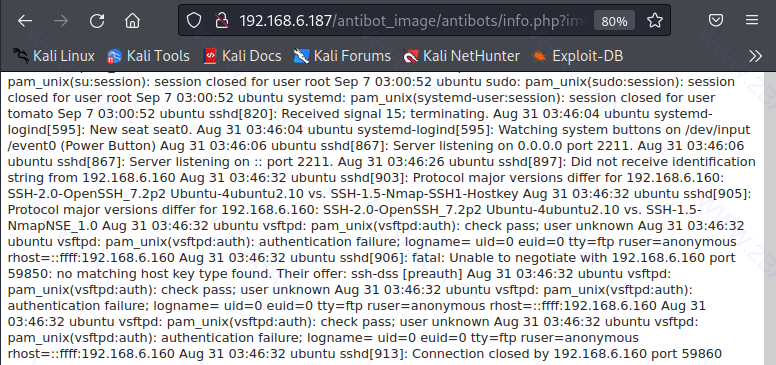 192.168.6.187/antibot_image/antibots/info.php?im
80%
Kali Linux Kali Tools Kali Docs Kali Forums Kali NetHunter Exploit-DB
pam_unix(su:session): session closed for user root Sep 7 03:00:52 ubuntu sudo: pam_unix(sudo:session): session
closed for user root Sep 7 03:00:52 ubuntu systemd: pam_unix(systemd-user:session): session closed for user
tomato Sep 7 03:00:52 ubuntu sshd[820]: Received signal 15; terminating. Aug 31 03:46:04 ubuntu systemd-
logind[595]: New seat seat0. Aug 31 03:46:04 ubuntu systemd-logind[595]: Watching system buttons on /dev/input
/event0 (Power Button) Aug 31 03:46:06 ubuntu sshd[867]: Server listening on 0.0.0.0 port 2211. Aug 31 03:46:06
ubuntu sshd[867]: Server listening on :: port 2211. Aug 31 03:46:26 ubuntu sshd[897]: Did not receive identification
string from 192.168.6.160 Aug 31 03:46:32 ubuntu sshd[903]: Protocol major versions differ for 192.168.6.160:
SSH-2.0-OpenSSH_7.2p2 Ubuntu-4ubuntu2.10 vs. SSH-1.5-Nmap-SSH1-Hostkey Aug 31 03:46:32 ubuntu sshd[905]:
Protocol major versions differ for 192.168.6.160: SSH-2.0-OpenSSH_7.2p2 Ubuntu-4ubuntu2.10 vs. SSH-1.5-
NmapNSE_1.0 Aug 31 03:46:32 ubuntu vsftpd: pam_unix(vsftpd:auth): check pass; user unknown Aug 31 03:46:32
ubuntu vsftpd: pam_unix(vsftpd:auth): authentication failure; logname= uid=0 euid=0 tty=ftp ruser=anonymous
rhost=::ffff:192.168.6.160 Aug 31 03:46:32 ubuntu sshd[906]: fatal: Unable to negotiate with 192.168.6.160 port
59850: no matching host key type found. Their offer: ssh-dss [preauth] Aug 31 03:46:32 ubuntu vsftpd:
pam_unix(vsftpd:auth): check pass; user unknown Aug 31 03:46:32 ubuntu vsftpd: pam_unix(vsftpd:auth):
authentication failure; logname= uid=0 euid=0 tty=ftp ruser=anonymous rhost=::ffff:192.168.6.160 Aug 31
03:46:32 ubuntu vsftpd: pam_unix(vsftpd:auth): check pass; user unknown Aug 31 03:46:32 ubuntu vsftpd:
pam_unix(vsftpd:auth): authentication failure; logname= uid=0 euid=0 tty=ftp ruser=anonymous
rhost=::ffff:192.168.6.160 Aug 31 03:46:32 ubuntu sshd[913]: Connection closed by 192.168.6.160 port 59860